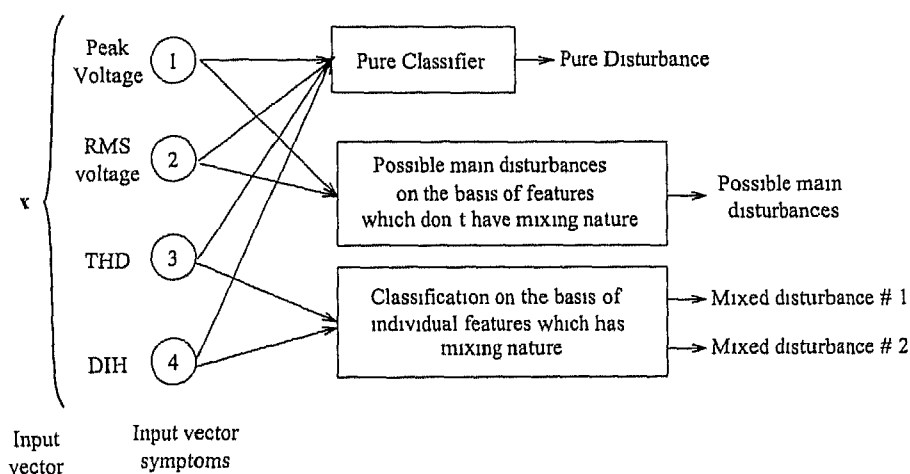 Peak
Voltage
1
Pure Classifier
Pure Disturbance
RMS
voltage
2
Possible main disturbances
on the basis of features
which don t have mixing nature
Possible main
disturbances
x
THD
3
Classification on the basis of
individual features which has
mixing nature
Mixed disturbance # 1
Mixed disturbance # 2
DIH
4
Input
vector
Input vector
symptoms